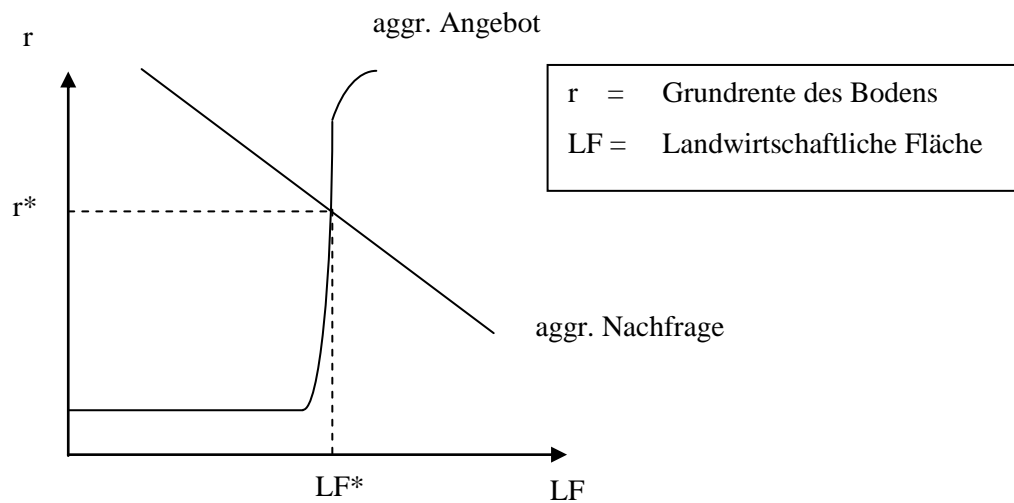 aggr. Angebot
r
r = Grundrente des Bodens
LF = Landwirtschaftliche Fläche
r*
aggr. Nachfrage
LF*
LF